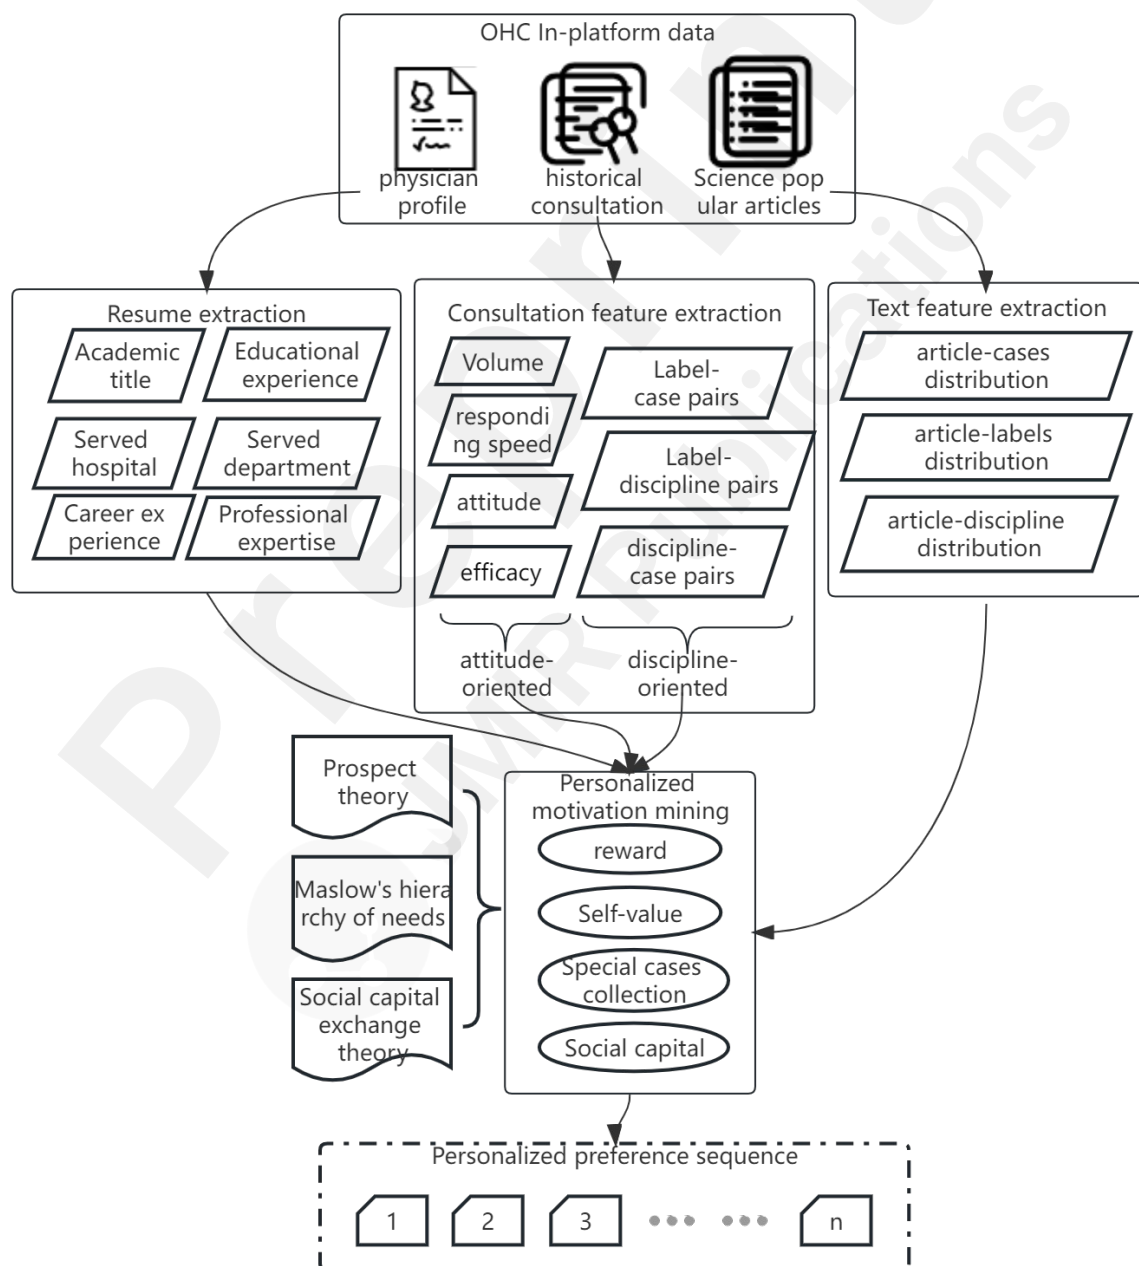 OHC In-platform data
physician
profile
historical
consultation
Science pop
ular articles
Resume extraction
Academic
title
Educational
experience
Served
hospital
Served
department
Career ex
perience
Professional
expertise
Consultation feature extraction
Volume
respondi
ng speed
attitude
efficacy
Label-
case pairs
Label-
discipline pairs
discipline-
case pairs
attitude-
oriented
discipline-
oriented
Text feature extraction
article-cases
distribution
article-labels
distribution
article-discipline
distribution
Prospect
theory
Maslow's hiera
rchy of needs
Social capital
exchange
theory
Personalized
motivation mining
reward
Self-value
Special cases
collection
Social capital
Personalized preference sequence
1
2
3
n
Preprint
JMIR Publications